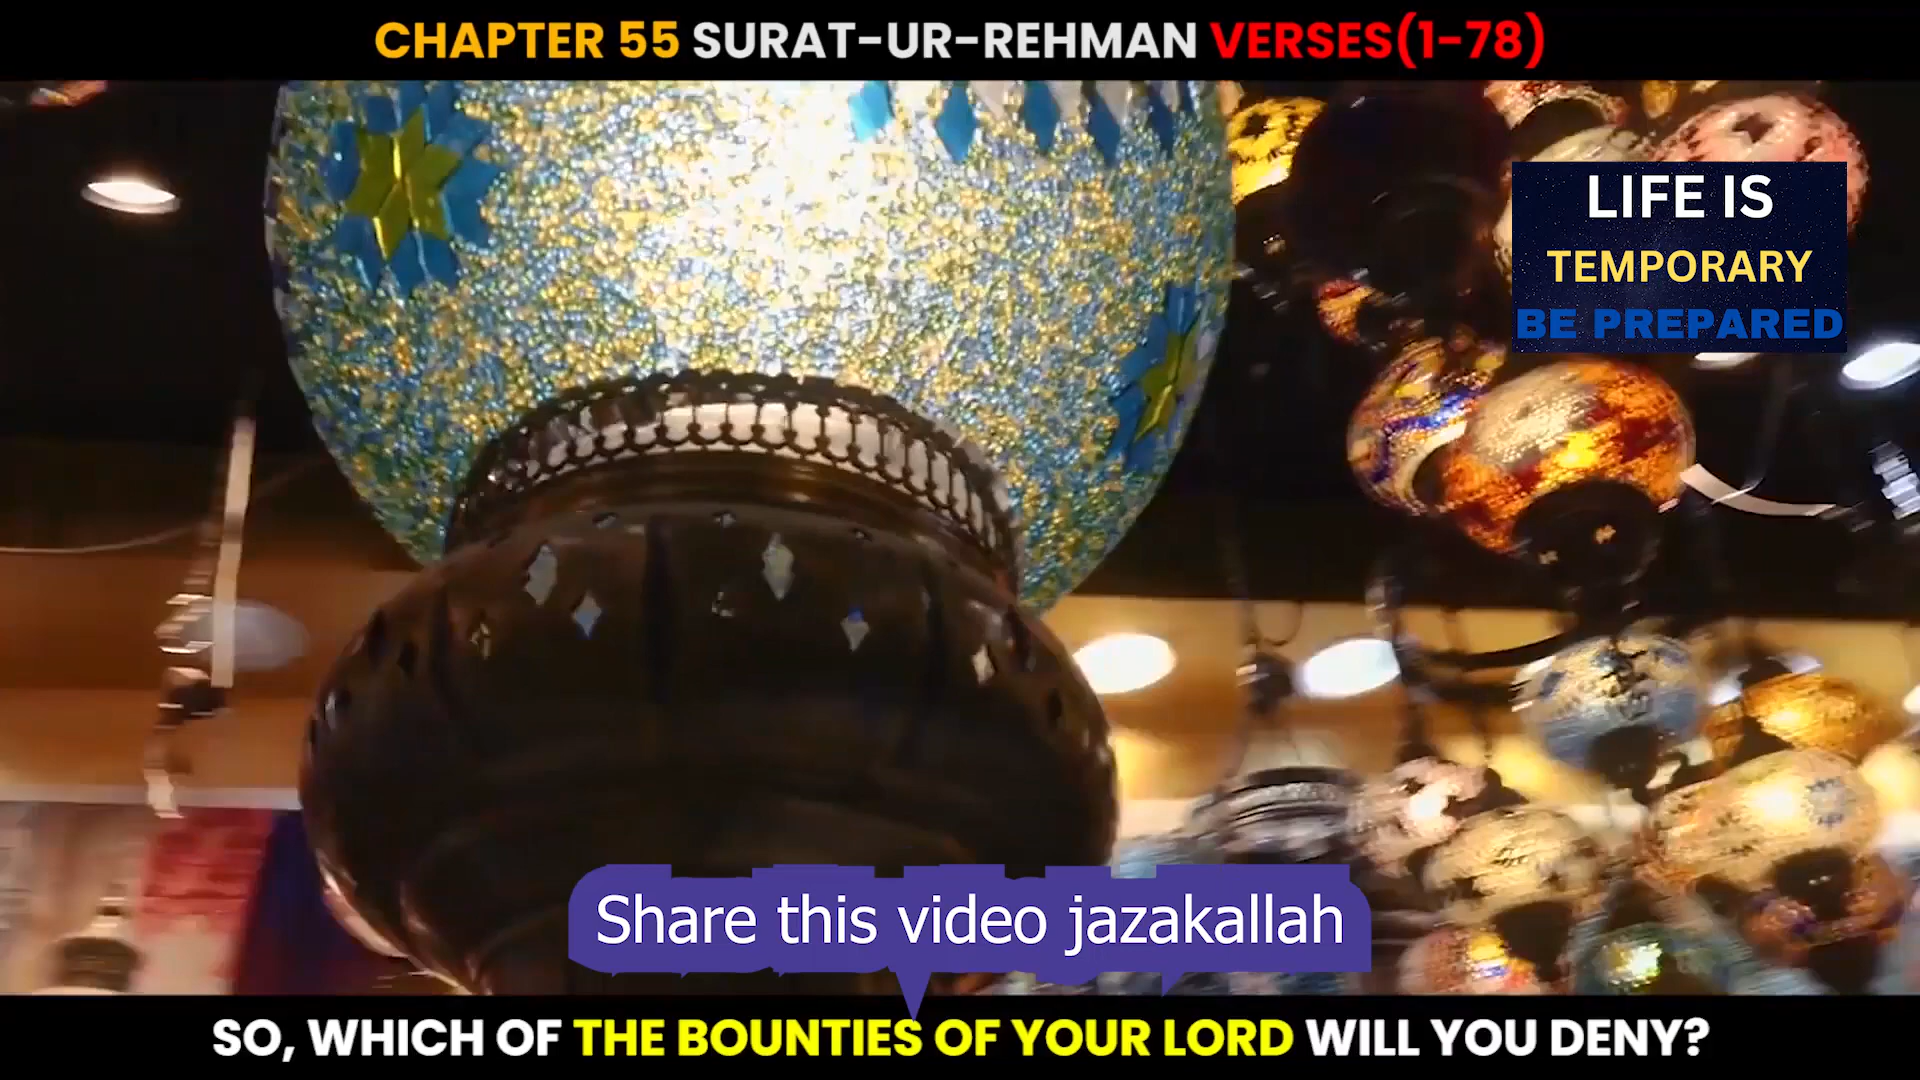 CHAPTER 55 SURAT-UR-REHMAN VERSES(1-78)
LIFE IS
TEMPORARY
BE PREPARED
Share this video jazakallah
SO, WHICH OF THE BOUNTIES OF YOUR LORD WILL YOU DENY?